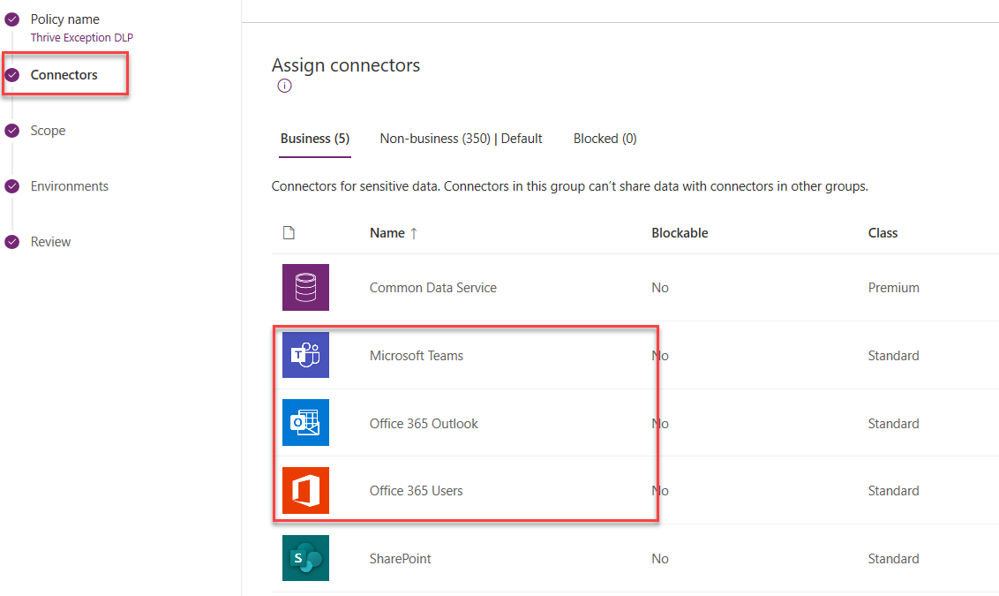 Policy name
Thrive Exception DLP
Connectors
Scope
Environments
Review
Assign connectors
Business (5) Non-business (350) | Default Blocked (0)
Connectors for sensitive data. Connectors in this group can't share data with connectors in other groups.
Name ↑ Blockable Class
Common Data Service No Premium
Microsoft Teams No Standard
Office 365 Outlook No Standard
Office 365 Users No Standard
SharePoint No Standard